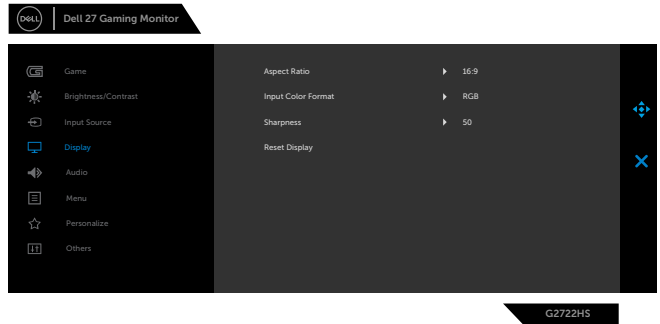 DELL Dell 27 Gaming Monitor
Game
Aspect Ratio 16:9
Brightness/Contrast
Input Color Format RGB
Input Source
Sharpness 50
Display
Reset Display
Audio
Menu
Personalize
Others
G2722HS